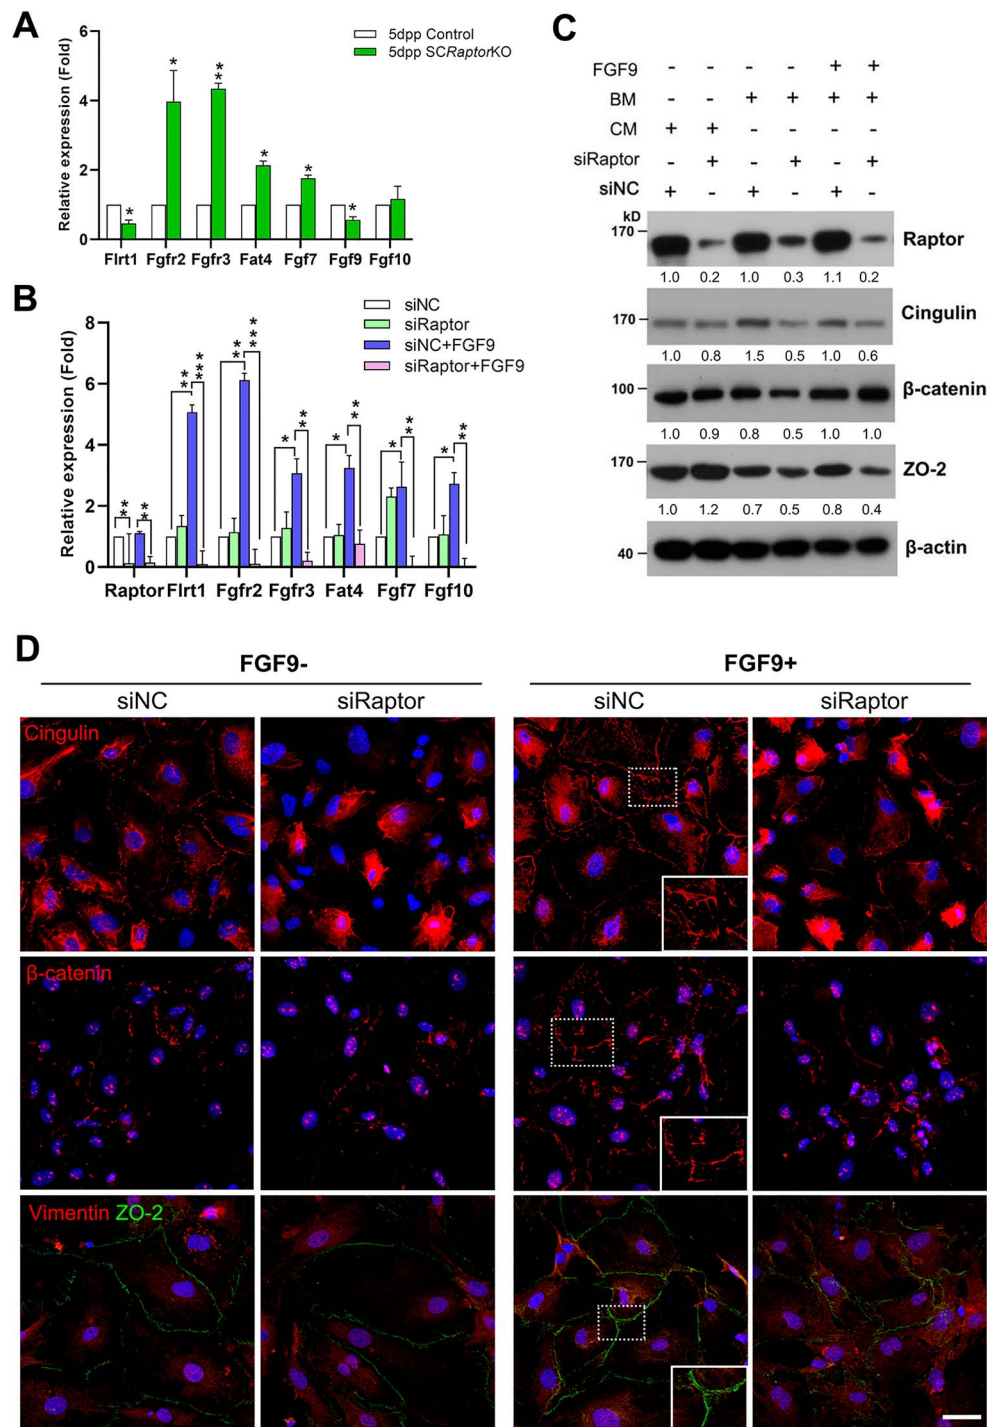 A
Relative expression (Fold)
6
4
2
0
5dpp Control
5dpp SCRaptorKO
*
*
**
*
*
*
Flrt1 Fgfr2 Fgfr3 Fat4 Fgf7 Fgf9 Fgf10
B
Relative expression (Fold)
8
6
4
2
0
siNC
siRaptor
siNC+FGF9
siRaptor+FGF9
** ** ** *** ** *** * ** * ** * ** * **
Raptor Flrt1 Fgfr2 Fgfr3 Fat4 Fgf7 Fgf10
C
FGF9 - - - - + +
BM - - + + + +
CM + + - - - -
siRaptor - + - + - +
siNC + - + - + -
kD
170 Raptor
1.0 0.2 1.0 0.3 1.1 0.2
170 Cingulin
1.0 0.8 1.5 0.5 1.0 0.6
100 β-catenin
1.0 0.9 0.8 0.5 1.0 1.0
170 ZO-2
1.0 1.2 0.7 0.5 0.8 0.4
40 β-actin
D
FGF9- FGF9+
siNC siRaptor siNC siRaptor
Cingulin
β-catenin
Vimentin ZO-2